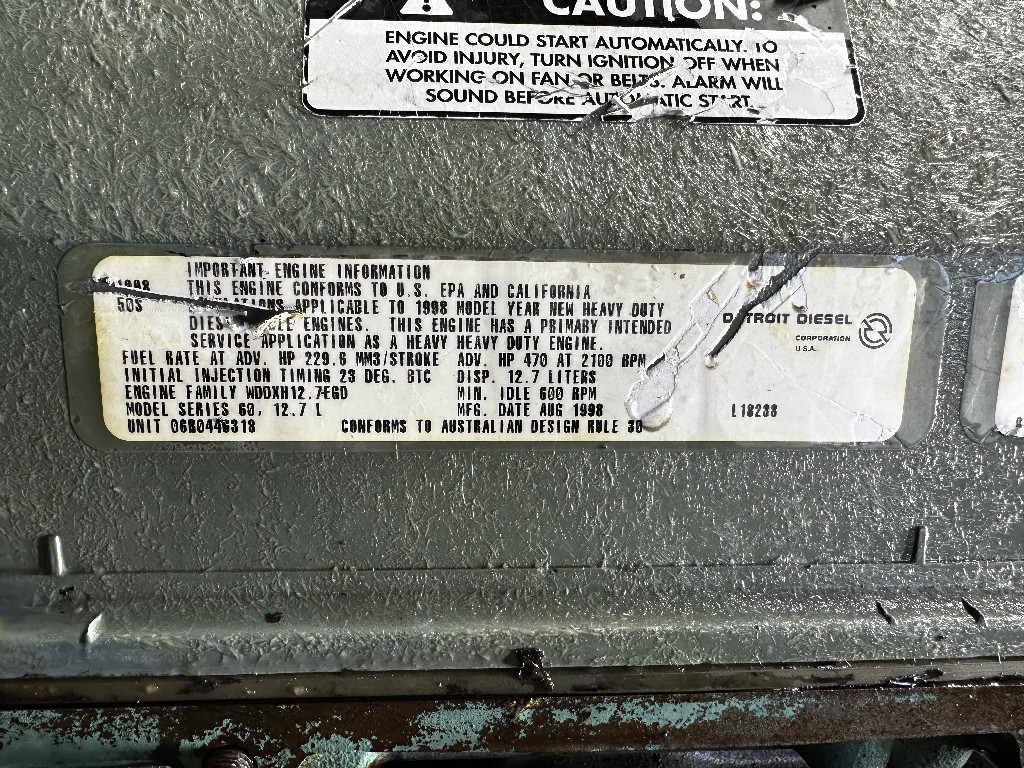 CAUTION:
ENGINE COULD START AUTOMATICALLY. TO
AVOID INJURY, TURN IGNITION OFF WHEN
WORKING ON FAN OR BELTS. ALARM WILL
SOUND BEFORE AUTOMATIC START.
IMPORTANT ENGINE INFORMATION
1998 THIS ENGINE CONFORMS TO U.S. EPA AND CALIFORNIA
50S APPLICABLE TO 1998 MODEL YEAR NEW HEAVY DUTY
ENGINES. THIS ENGINE HAS A PRIMARY INTENDED
SERVICE APPLICATION AS A HEAVY HEAVY DUTY ENGINE.
FUEL RATE AT ADV. HP 229.6 MM3/STROKE ADV. HP 470 AT 2100 RPM
INITIAL INJECTION TIMING 23 DEG. BTC DISP. 12.7 LITERS
ENGINE FAMILY WDDXH12.7EGD MIN. IDLE 600 RPM
MODEL SERIES 60, 12.7 L MFG. DATE AUG 1998
UNIT 06R0446318 CONFORMS TO AUSTRALIAN DESIGN RULE 30
DETROIT DIESEL
CORPORATION
U.S.A.
L18288